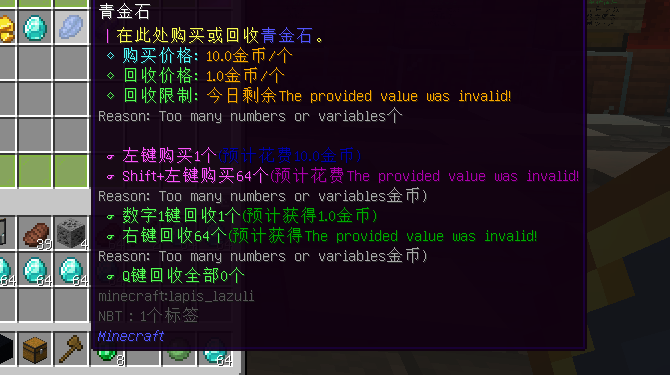 青金石
|在此处购买或回收青金石。
◇ 购买价格: 10.0金币/个
◇ 回收价格: 1.0金币/个
◇ 回收限制: 今日剩余The provided value was invalid!
Reason: Too many numbers or variables个
☞ 左键购买1个(预计花费10.0金币)
☞ Shift+左键购买64个(预计花费The provided value was invalid!
Reason: Too many numbers or variables金币)
☞ 数字1键回收1个(预计获得1.0金币)
☞ 右键回收64个(预计获得The provided value was invalid!
Reason: Too many numbers or variables金币)
☞ Q键回收全部0个
minecraft:lapis_lazuli
NBT: 1个标签
Minecraft
39 4
64 64 64
8 64